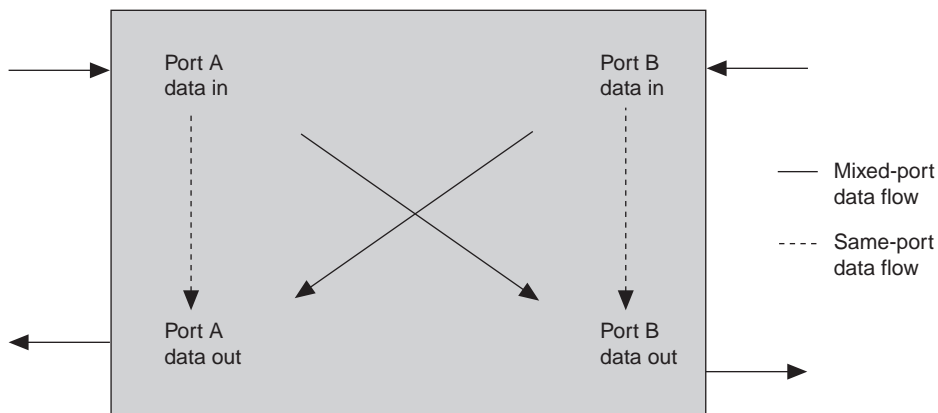 Port A
data in
Port B
data in
Mixed-port
data flow
Same-port
data flow
Port A
data out
Port B
data out